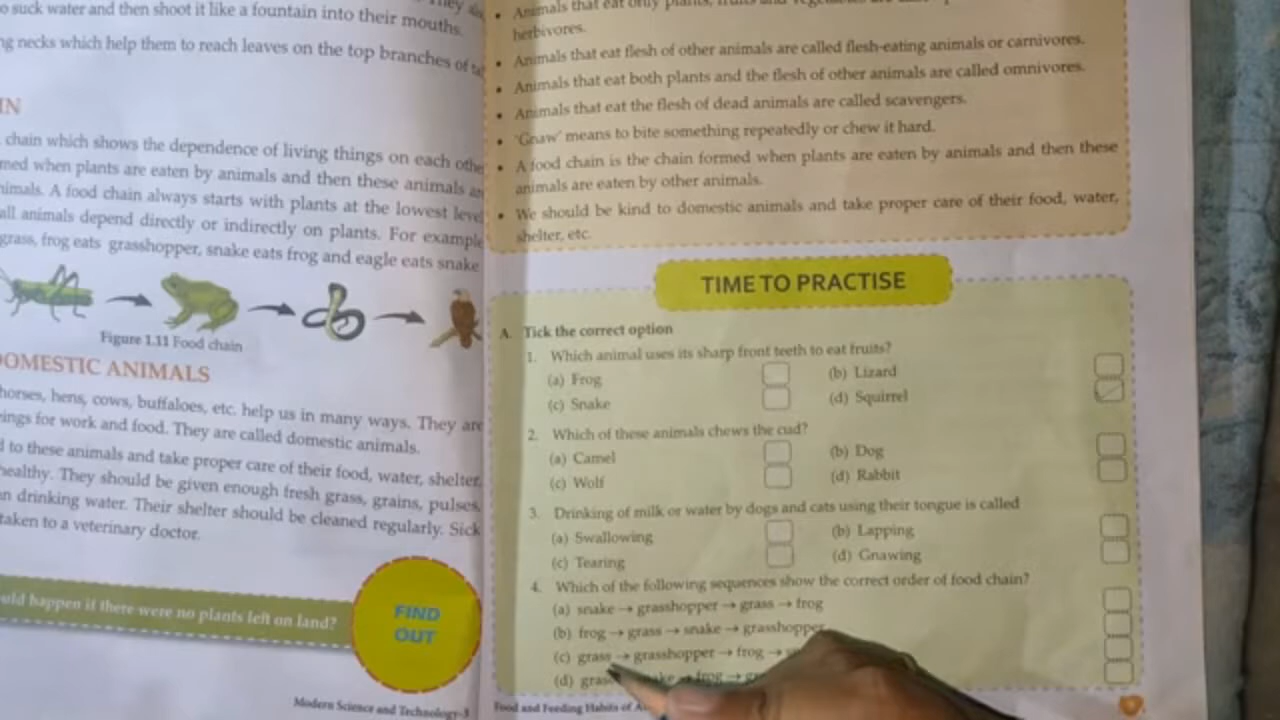 to suck water and then shoot it like a fountain into their mouths.
necks which help them to reach leaves on the top branches of
IN
chain which shows the dependence of living things on each
when plants are eaten by animals and then these animals
A food chain always starts with plants at the lowest level
all animals depend directly or indirectly on plants. For example
grass, frog eats grasshopper, snake eats frog and eagle eats snake
Figure 1.11 Food chain
DOMESTIC ANIMALS
horses, hens, cows, buffaloes, etc. help us in many ways. They are
for work and food. They are called domestic animals.
to these animals and take proper care of their food, water, shelter,
healthy. They should be given enough fresh grass, grains, pulses,
drinking water. Their shelter should be cleaned regularly. Sick
taken to a veterinary doctor.
happen if there were no plants left on land?
FIND
OUT
Modern Science and Technology-3
• Animals that eat only plants, fruits and
herbivores.
• Animals that eat flesh of other animals are called flesh-eating animals or carnivores.
• Animals that eat both plants and the flesh of other animals are called omnivores.
• Animals that eat the flesh of dead animals are called scavengers.
• 'Gnaw' means to bite something repeatedly or chew it hard.
• A food chain is the chain formed when plants are eaten by animals and then these
animals are eaten by other animals.
• We should be kind to domestic animals and take proper care of their food, water,
shelter, etc.
TIME TO PRACTISE
A. Tick the correct option
1. Which animal uses its sharp front teeth to eat fruits?
(a) Frog (b) Lizard
(c) Snake (d) Squirrel
2. Which of these animals chews the cud?
(a) Camel (b) Dog
(c) Wolf (d) Rabbit
3. Drinking of milk or water by dogs and cats using their tongue is called
(a) Swallowing (b) Lapping
(c) Tearing (d) Gnawing
4. Which of the following sequences show the correct order of food chain?
(a) snake → grasshopper → grass → frog
(b) frog → grass → snake → grasshopper
(c) grass → grasshopper → frog →
(d) → frog →
Food and Feeding Habits of